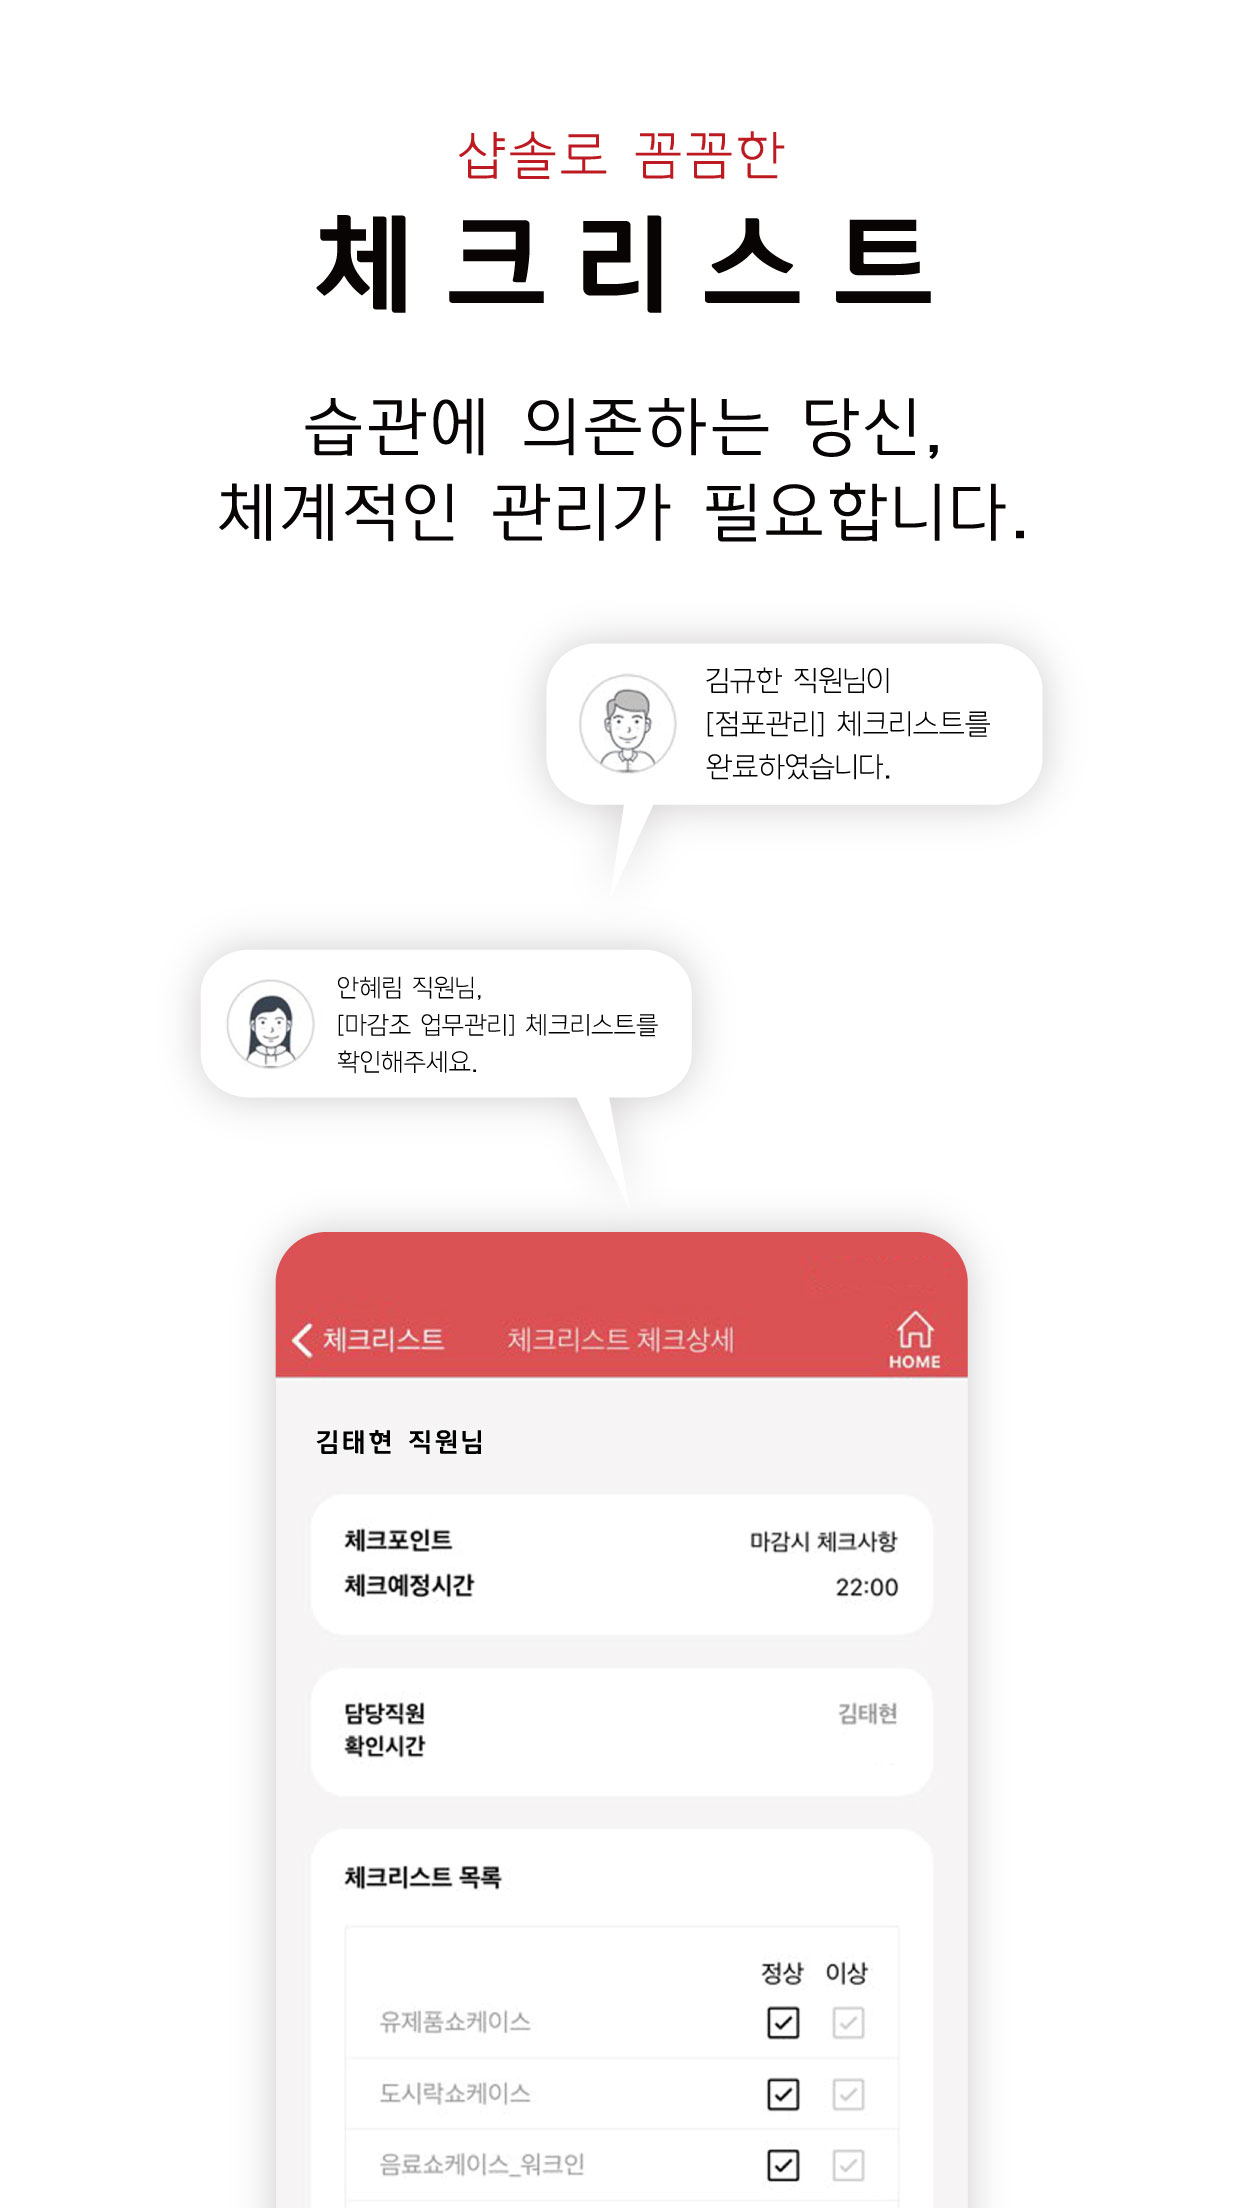 샵솔로 꼼꼼한
체크리스트
습관에 의존하는 당신,
체계적인 관리가 필요합니다.
김규한 직원님이
[점포관리] 체크리스트를
완료하였습니다.
안혜림 직원님,
[마감조 업무관리] 체크리스트를
확인해주세요.
체크리스트 체크리스트 체크상세
HOME
김태현 직원님
체크포인트 마감시 체크사항
체크예정시간 22:00
담당직원 김태현
확인시간
체크리스트 목록
정상 이상
유제품쇼케이스
도시락쇼케이스
음료쇼케이스_워크인